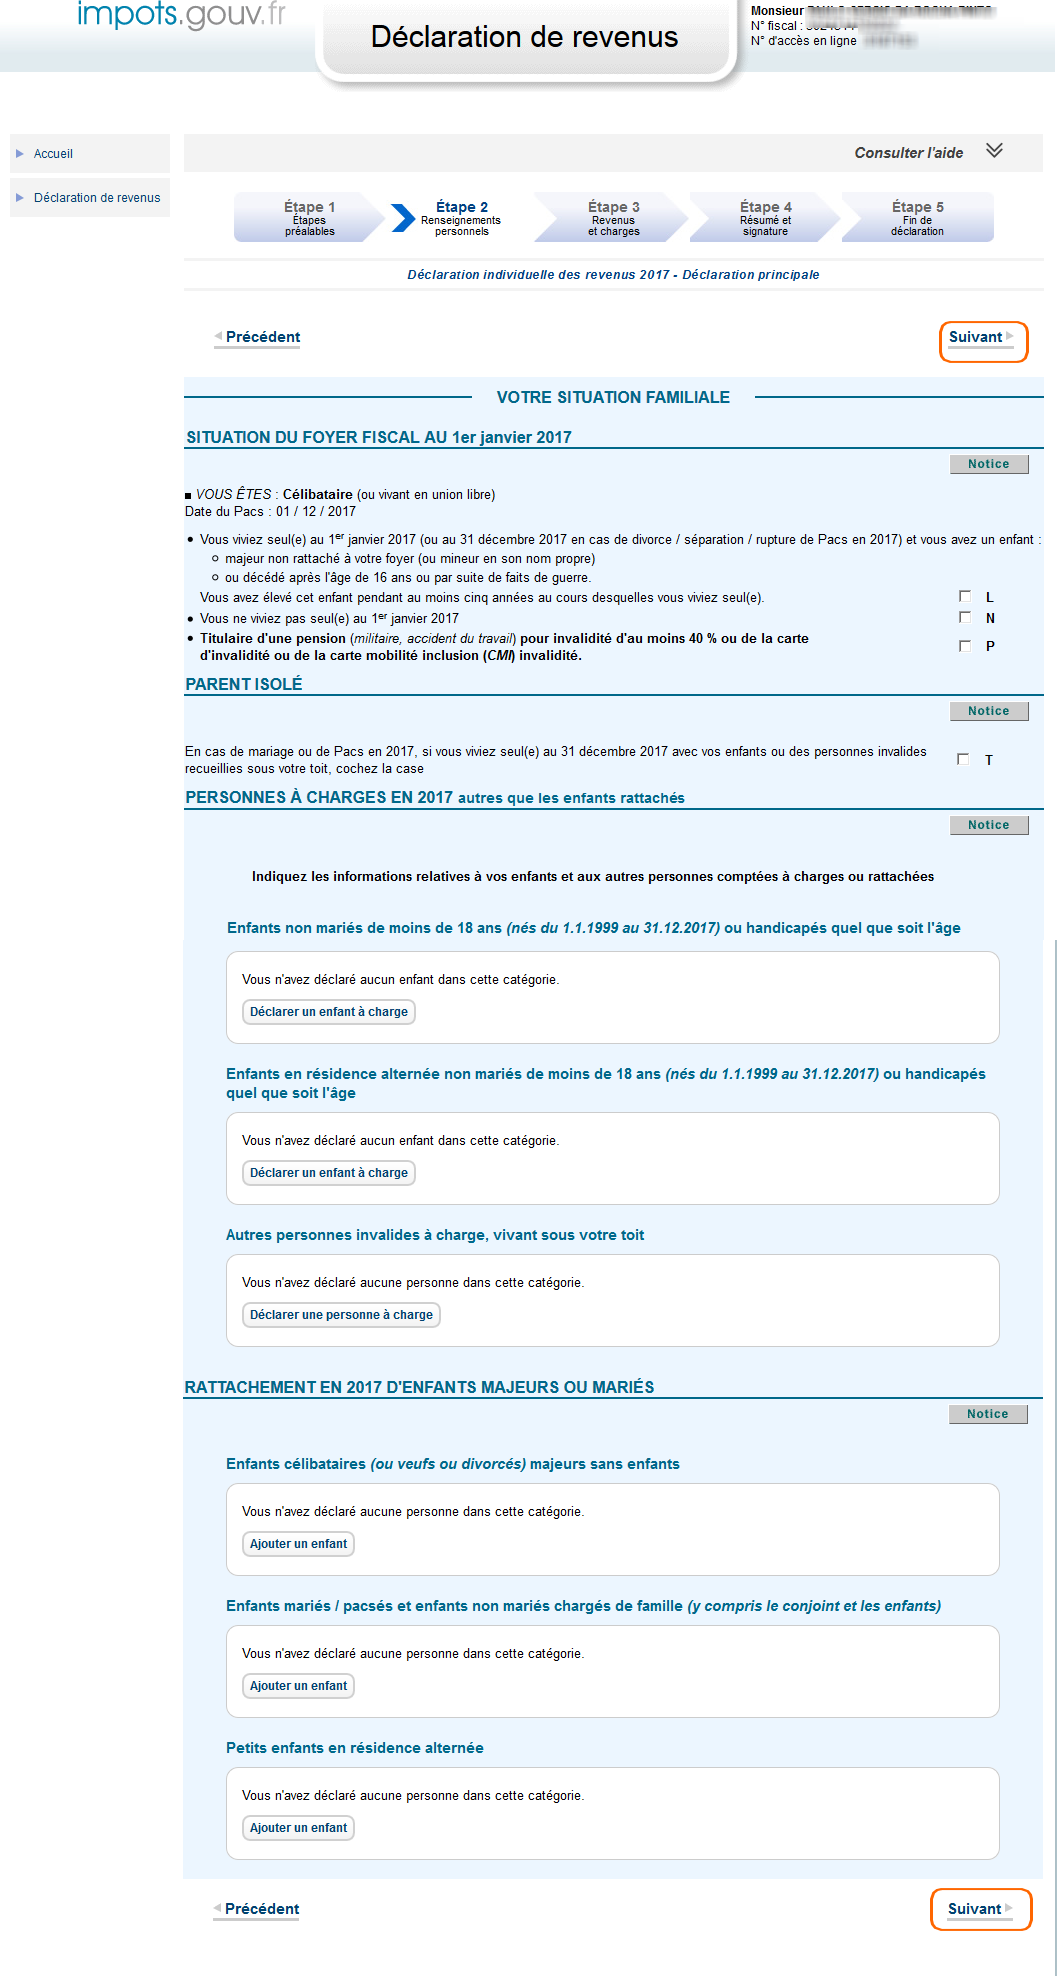 impots.gouv.fr
Déclaration de revenus
Monsieur
N° fiscal :
N° d'accès en ligne
Accueil
Déclaration de revenus
Consulter l'aide
Étape 1
Étapes
préalables
Étape 2
Renseignements
personnels
Étape 3
Revenus
et charges
Étape 4
Résumé et
signature
Étape 5
Fin de
déclaration
Déclaration individuelle des revenus 2017 - Déclaration principale
Précédent
Suivant
VOTRE SITUATION FAMILIALE
SITUATION DU FOYER FISCAL AU 1er janvier 2017
Notice
VOUS ÊTES : Célibataire (ou vivant en union libre)
Date du Pacs : 01 / 12 / 2017
Vous viviez seul(e) au 1er janvier 2017 (ou au 31 décembre 2017 en cas de divorce / séparation / rupture de Pacs en 2017) et vous avez un enfant :
majeur non rattaché à votre foyer (ou mineur en son nom propre)
ou décédé après l'âge de 16 ans ou par suite de faits de guerre.
Vous avez élevé cet enfant pendant au moins cinq années au cours desquelles vous viviez seul(e). L
Vous ne viviez pas seul(e) au 1er janvier 2017 N
Titulaire d'une pension (militaire, accident du travail) pour invalidité d'au moins 40 % ou de la carte
d'invalidité ou de la carte mobilité inclusion (CMI) invalidité. P
PARENT ISOLÉ
Notice
En cas de mariage ou de Pacs en 2017, si vous viviez seul(e) au 31 décembre 2017 avec vos enfants ou des personnes invalides
recueillies sous votre toit, cochez la case T
PERSONNES À CHARGES EN 2017 autres que les enfants rattachés
Notice
Indiquez les informations relatives à vos enfants et aux autres personnes comptées à charges ou rattachées
Enfants non mariés de moins de 18 ans (nés du 1.1.1999 au 31.12.2017) ou handicapés quel que soit l'âge
Vous n'avez déclaré aucun enfant dans cette catégorie.
Déclarer un enfant à charge
Enfants en résidence alternée non mariés de moins de 18 ans (nés du 1.1.1999 au 31.12.2017) ou handicapés
quel que soit l'âge
Vous n'avez déclaré aucun enfant dans cette catégorie.
Déclarer un enfant à charge
Autres personnes invalides à charge, vivant sous votre toit
Vous n'avez déclaré aucune personne dans cette catégorie.
Déclarer une personne à charge
RATTACHEMENT EN 2017 D'ENFANTS MAJEURS OU MARIÉS
Notice
Enfants célibataires (ou veufs ou divorcés) majeurs sans enfants
Vous n'avez déclaré aucune personne dans cette catégorie.
Ajouter un enfant
Enfants mariés / pacsés et enfants non mariés chargés de famille (y compris le conjoint et les enfants)
Vous n'avez déclaré aucune personne dans cette catégorie.
Ajouter un enfant
Petits enfants en résidence alternée
Vous n'avez déclaré aucune personne dans cette catégorie.
Ajouter un enfant
Précédent
Suivant